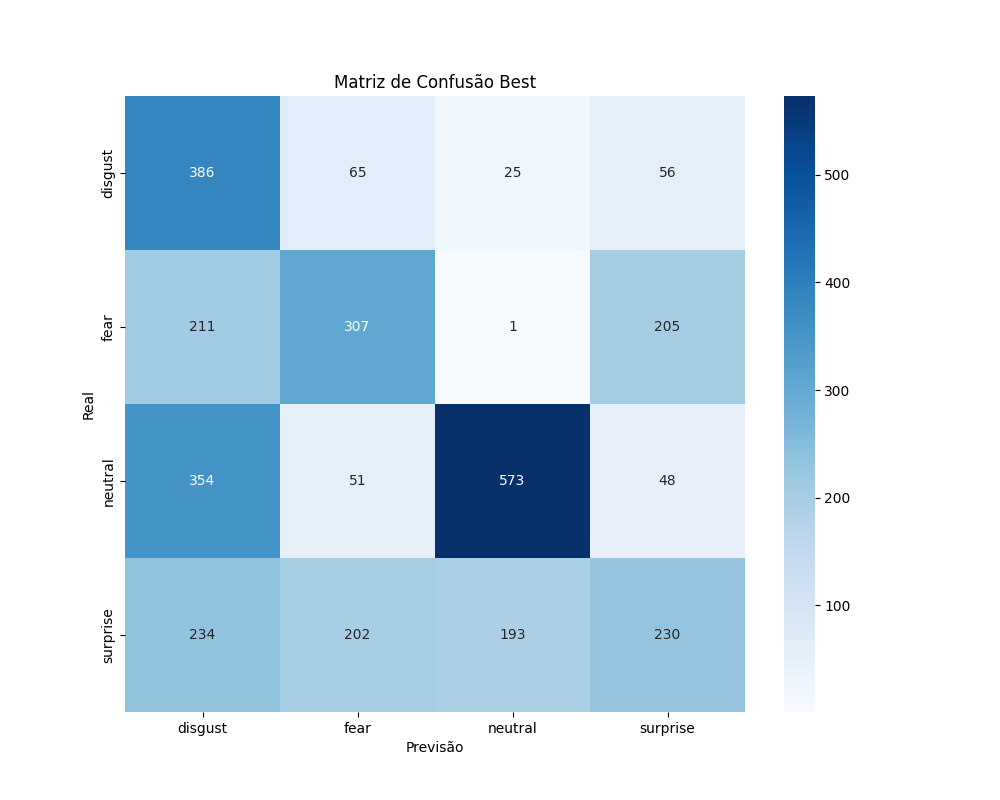 Matriz de Confusão Best
Real
disgust 386 65 25 56
fear 211 307 1 205
neutral 354 51 573 48
surprise 234 202 193 230
disgust fear neutral surprise
Previsão
500
400
300
200
100